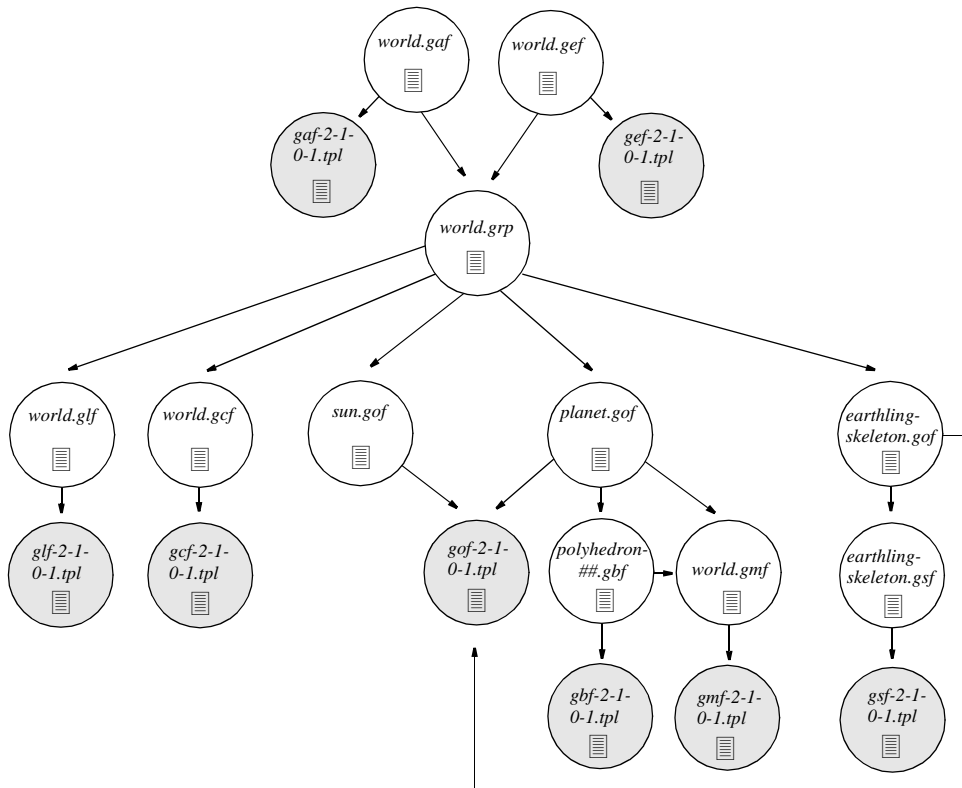 world.gaf
world.gef
gaf-2-1-
0-1.tpl
gef-2-1-
0-1.tpl
world.grp
world.glf
world.gcf
sun.gof
planet.gof
earthling-
skeleton.gof
glf-2-1-
0-1.tpl
gcf-2-1-
0-1.tpl
gof-2-1-
0-1.tpl
polyhedron-
##.gbf
world.gmf
earthling-
skeleton.gsf
gbf-2-1-
0-1.tpl
gmf-2-1-
0-1.tpl
gsf-2-1-
0-1.tpl